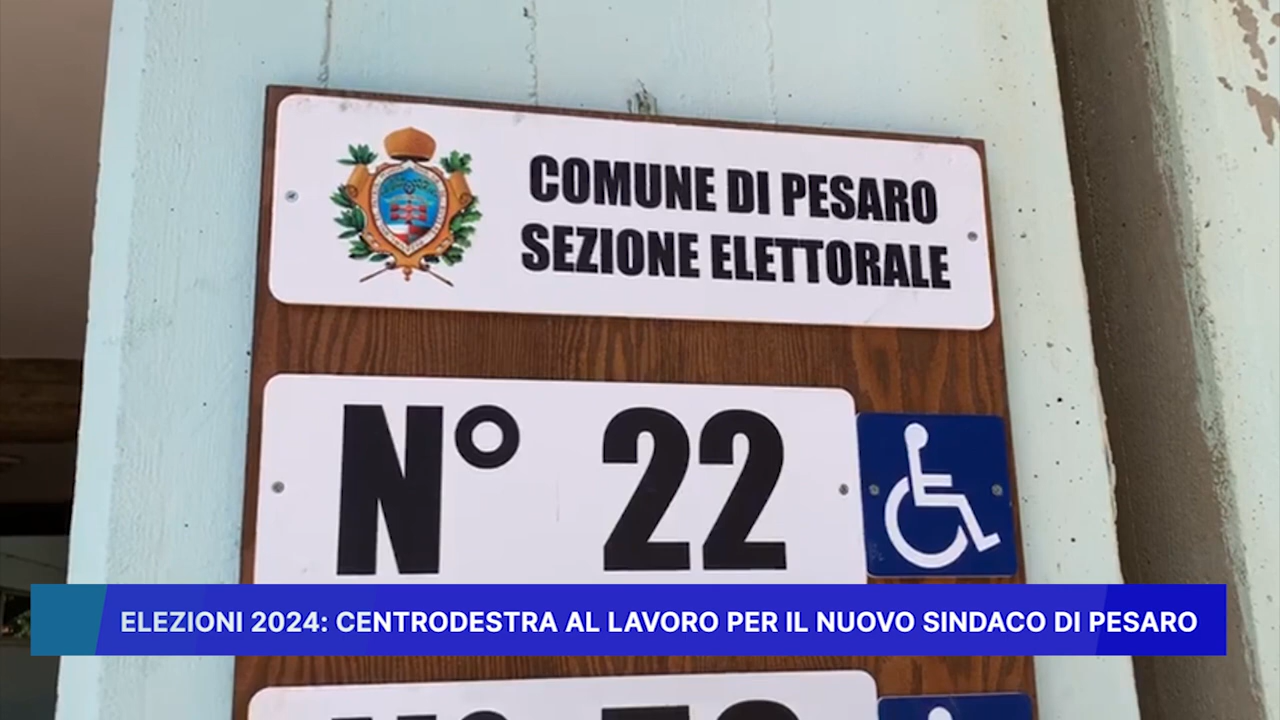 COMUNE DI PESARO
SEZIONE ELETTORALE
N° 22
ELEZIONI 2024: CENTRODESTRA AL LAVORO PER IL NUOVO SINDACO DI PESARO